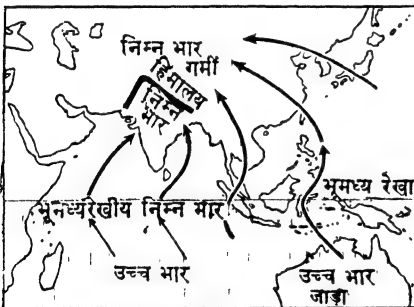 निम्न भार
गर्मी
हिमालय
निम्न
भार
भूमध्य रेखा
भूमध्यरेखीय निम्न भार
उच्च भार
उच्च भार
जाड़ा